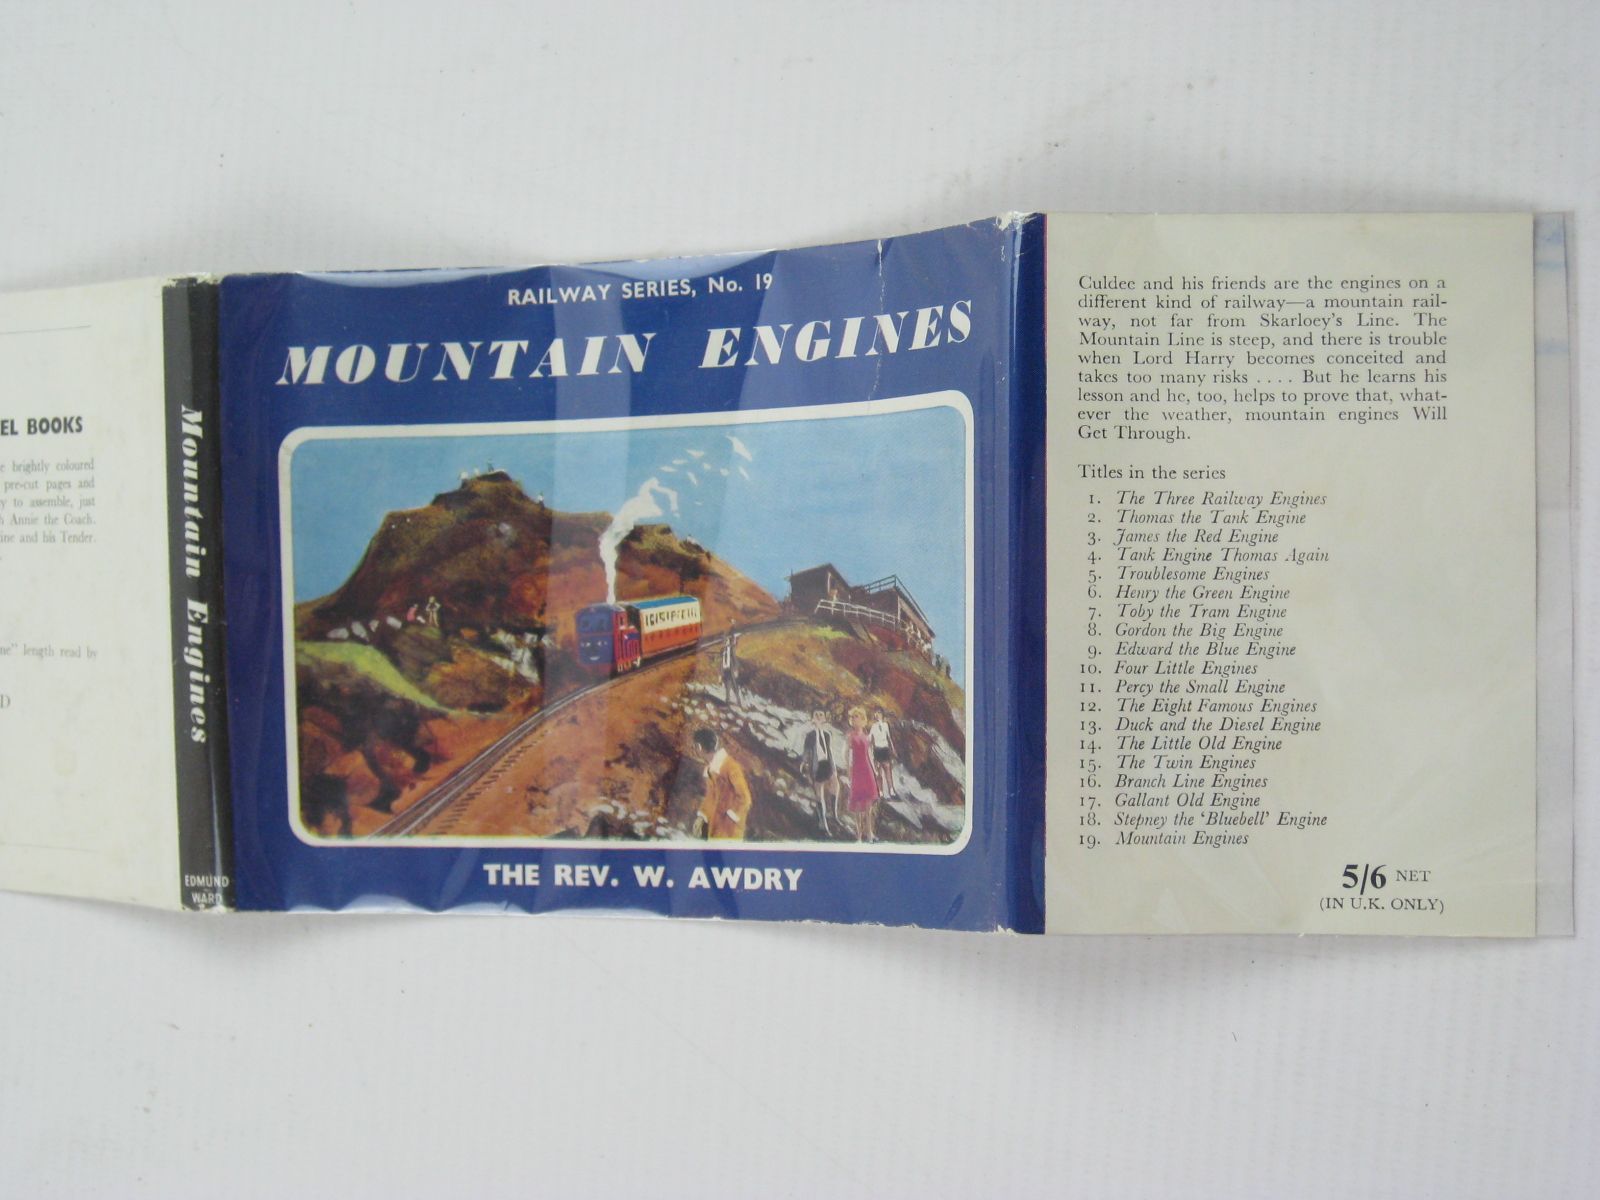 EL BOOKS
e brightly coloured
pre-cut pages and
y to assemble, just
h Annie the Coach.
ine and his Tender.
ne" length read by
D
Mountain Engines
EDMUND
WARD
RAILWAY SERIES, No. 19
MOUNTAIN ENGINES
THE REV. W. AWDRY
Culdee and his friends are the engines on a
different kind of railway—a mountain rail-
way, not far from Skarloey's Line. The
Mountain Line is steep, and there is trouble
when Lord Harry becomes conceited and
takes too many risks . . . . But he learns his
lesson and he, too, helps to prove that, what-
ever the weather, mountain engines Will
Get Through.
Titles in the series
1. The Three Railway Engines
2. Thomas the Tank Engine
3. James the Red Engine
4. Tank Engine Thomas Again
5. Troublesome Engines
6. Henry the Green Engine
7. Toby the Tram Engine
8. Gordon the Big Engine
9. Edward the Blue Engine
10. Four Little Engines
11. Percy the Small Engine
12. The Eight Famous Engines
13. Duck and the Diesel Engine
14. The Little Old Engine
15. The Twin Engines
16. Branch Line Engines
17. Gallant Old Engine
18. Stepney the 'Bluebell' Engine
19. Mountain Engines
5/6 NET
(IN U.K. ONLY)